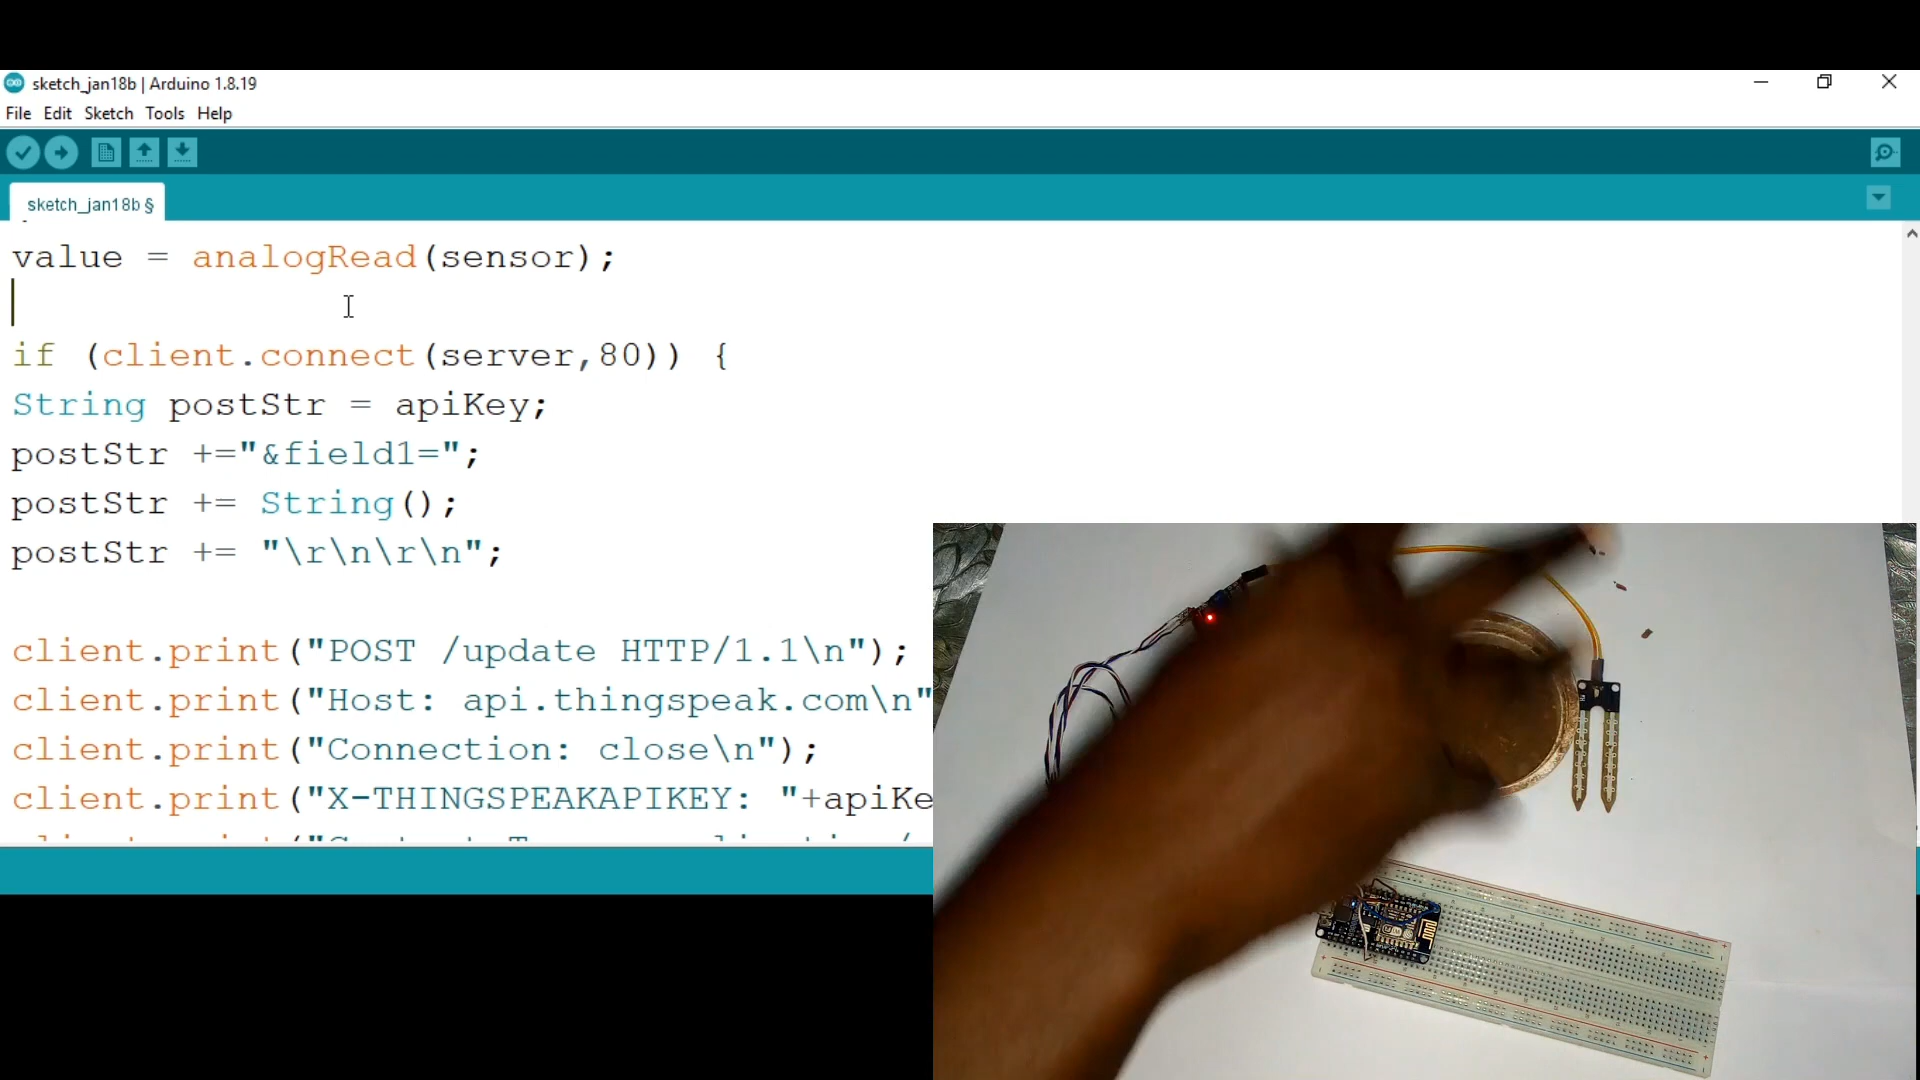 sketch_jan18b | Arduino 1.8.19
File Edit Sketch Tools Help
sketch_jan18b §
value = analogRead(sensor);
if (client.connect(server,80)) {
String postStr = apiKey;
postStr +="&field1=";
postStr += String();
postStr += "\r\n\r\n";
client.print("POST /update HTTP/1.1\n");
client.print("Host: api.thingspeak.com\n"
client.print("Connection: close\n");
client.print("X-THINGSPEAKAPIKEY: "+apiKe